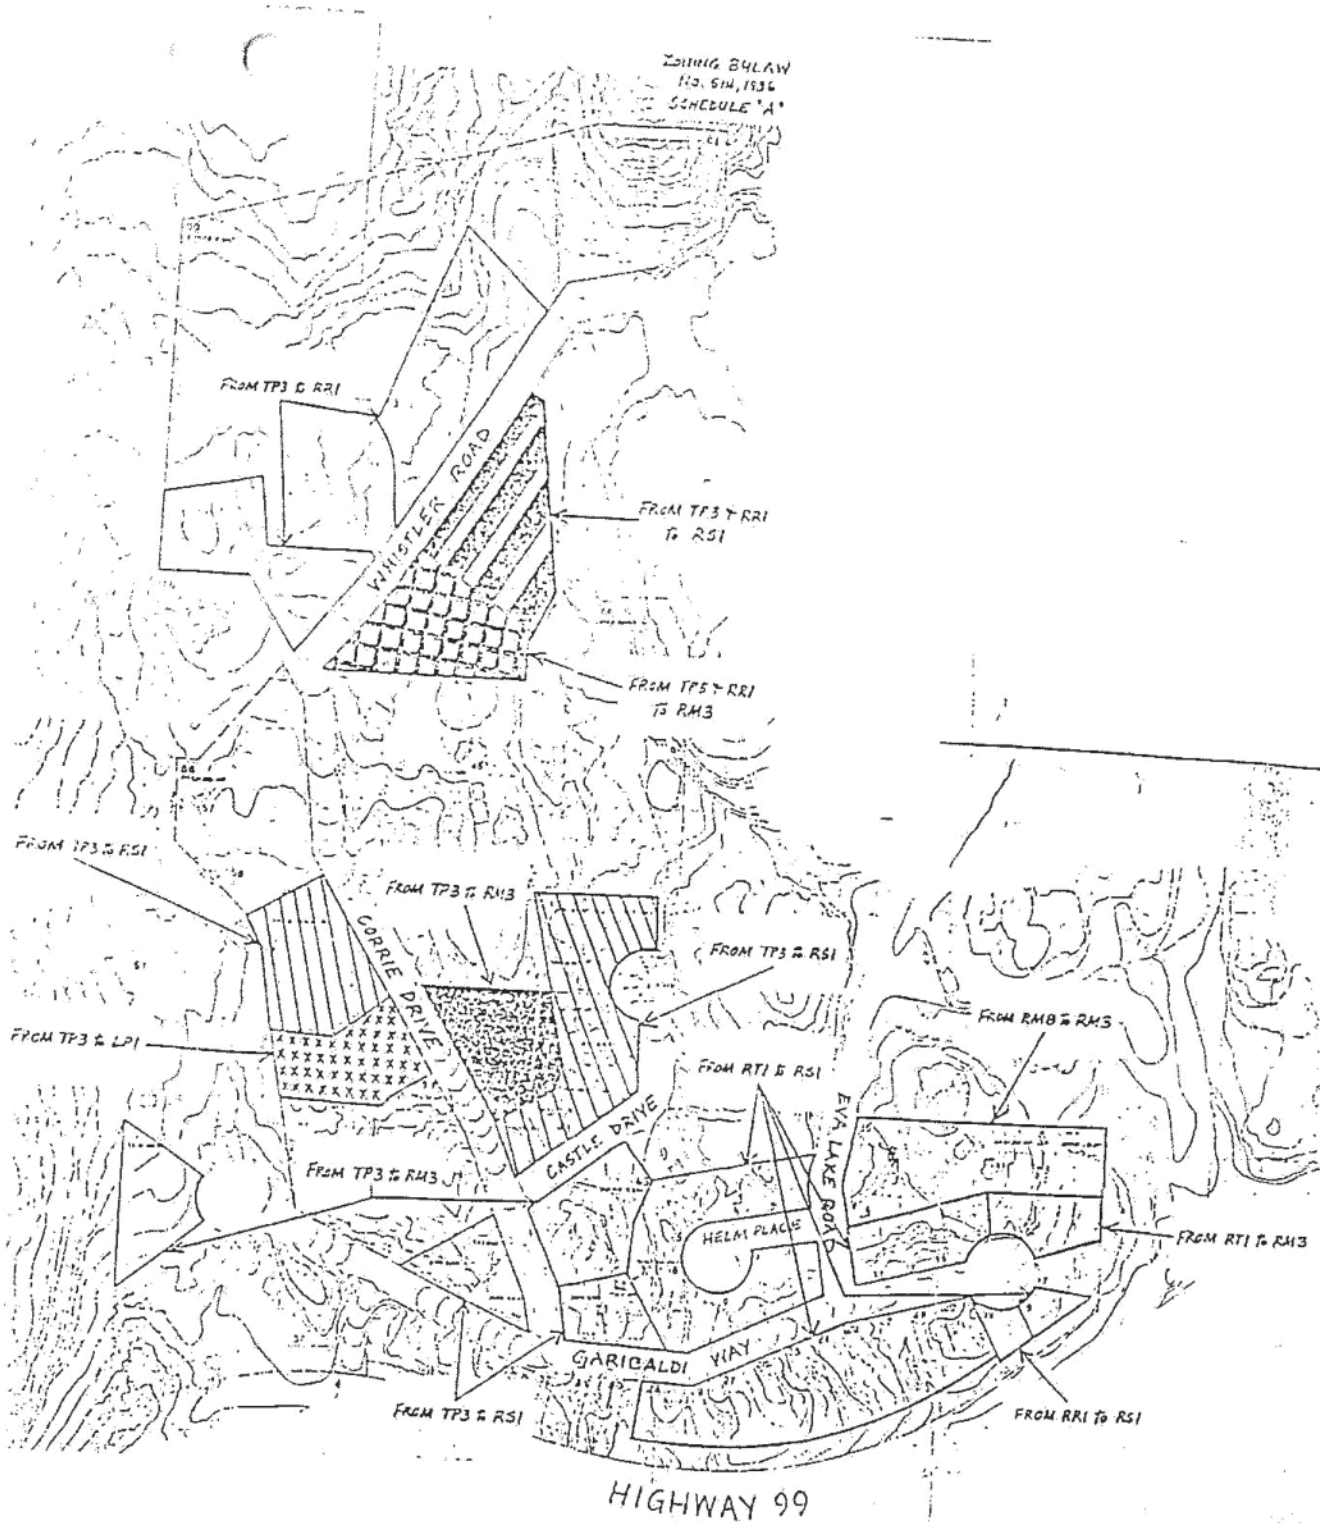 ZONING BYLAW
SCHEDULE "A"
FROM TP3 to RR1
WHISTLER ROAD
FROM TP3 + RR1
To RS1
FROM TP5 + RR1
To RM3
FROM TP3 to RS1
FROM TP3 to RM3
CORRIE DRIVE
FROM TP3 to RS1
FROM TP3 to LP1
FROM RM8 to RM3
FROM RT1 to RS1
EVA LAKE ROAD
CASTLE DRIVE
FROM TP3 to RM3
HELM PLACE
FROM RT1 to RM3
GARIBALDI WAY
FROM TP3 to RS1
FROM RR1 to RS1
HIGHWAY 99